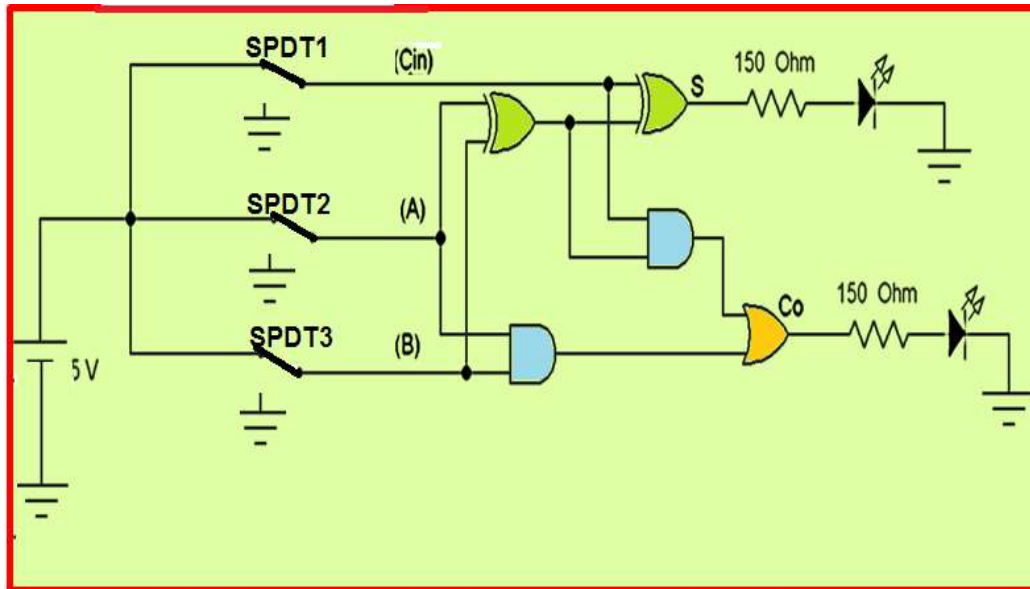 SPDT1
(Cin)
150 Ohm
S
SPDT2
(A)
150 Ohm
Co
SPDT3
(B)
5 V